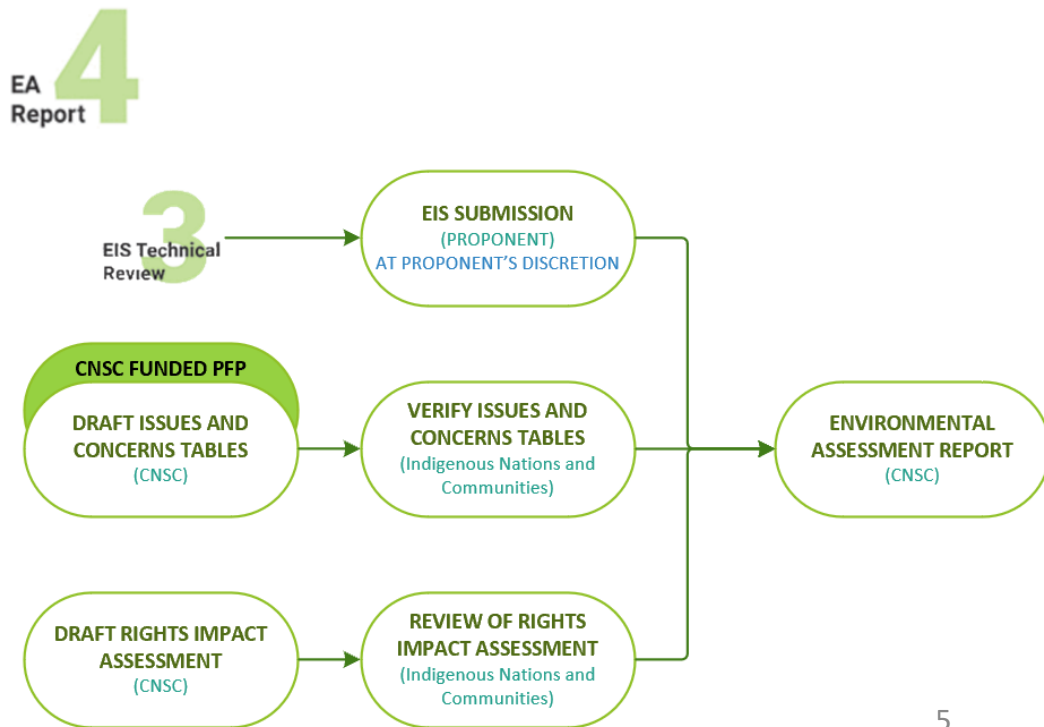 4
EA
Report
3
EIS Technical
Review
EIS SUBMISSION
(PROPONENT)
AT PROPONENT'S DISCRETION
CNSC FUNDED PFP
DRAFT ISSUES AND
CONCERNS TABLES
(CNSC)
VERIFY ISSUES AND
CONCERNS TABLES
(Indigenous Nations and
Communities)
ENVIRONMENTAL
ASSESSMENT REPORT
(CNSC)
DRAFT RIGHTS IMPACT
ASSESSMENT
(CNSC)
REVIEW OF RIGHTS
IMPACT ASSESSMENT
(Indigenous Nations and
Communities)
5